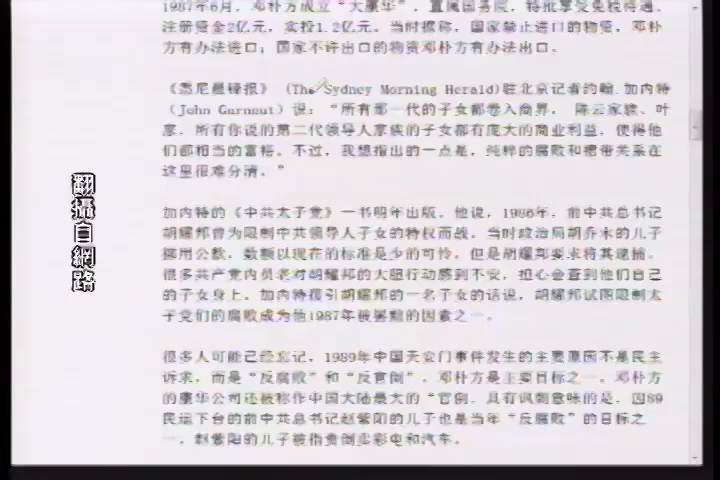 1987年6月，邓朴方成立“大康华”，直属国务院，特批享受免税待遇。
注册资金2亿元，实投1.2亿元。当时据称，国家禁止进口的物资，邓朴
方有办法进口；国家不许出口的物资邓朴方有办法出口。
《悉尼晨锋报》 (The Sydney Morning Herald)驻北京记者约翰.加内特
（John Garnaut）说：“所有那一代的子女都卷入商界， 陈云家族、叶
家，所有你说的第二代领导人家族的子女都有庞大的商业利益，使得他
们都相当的富裕。不过，我想指出的一点是，纯粹的腐败和裙带关系在
这里很难分清。”
加内特的《中共太子党》一书明年出版。他说，1986年，前中共总书记
胡耀邦曾为限制中共领导人子女的特权而战，当时政治局胡乔木的儿子
挪用公款，数额以现在的标准是少的可怜，但是胡耀邦要求将其逮捕。
很多共产党内元老对胡耀邦的大胆行动感到不安，担心会查到他们自己
的子女身上。加内特援引胡耀邦的一名子女的话说，胡耀邦试图限制太
子党们的腐败成为他1987年被罢黜的因素之一。
很多人可能已经忘记，1989年中国天安门事件发生的主要原因不是民主
诉求，而是“反腐败”和“反官倒”，邓朴方是主要目标之一。邓朴方
的康华公司还被称作中国大陆最大的“官倒。具有讽刺意味的是，因89
民运下台的前中共总书记赵紫阳的儿子也是当年“反腐败”的目标之
一。赵紫阳的儿子被指责倒卖彩电和汽车。
翻攝自網路